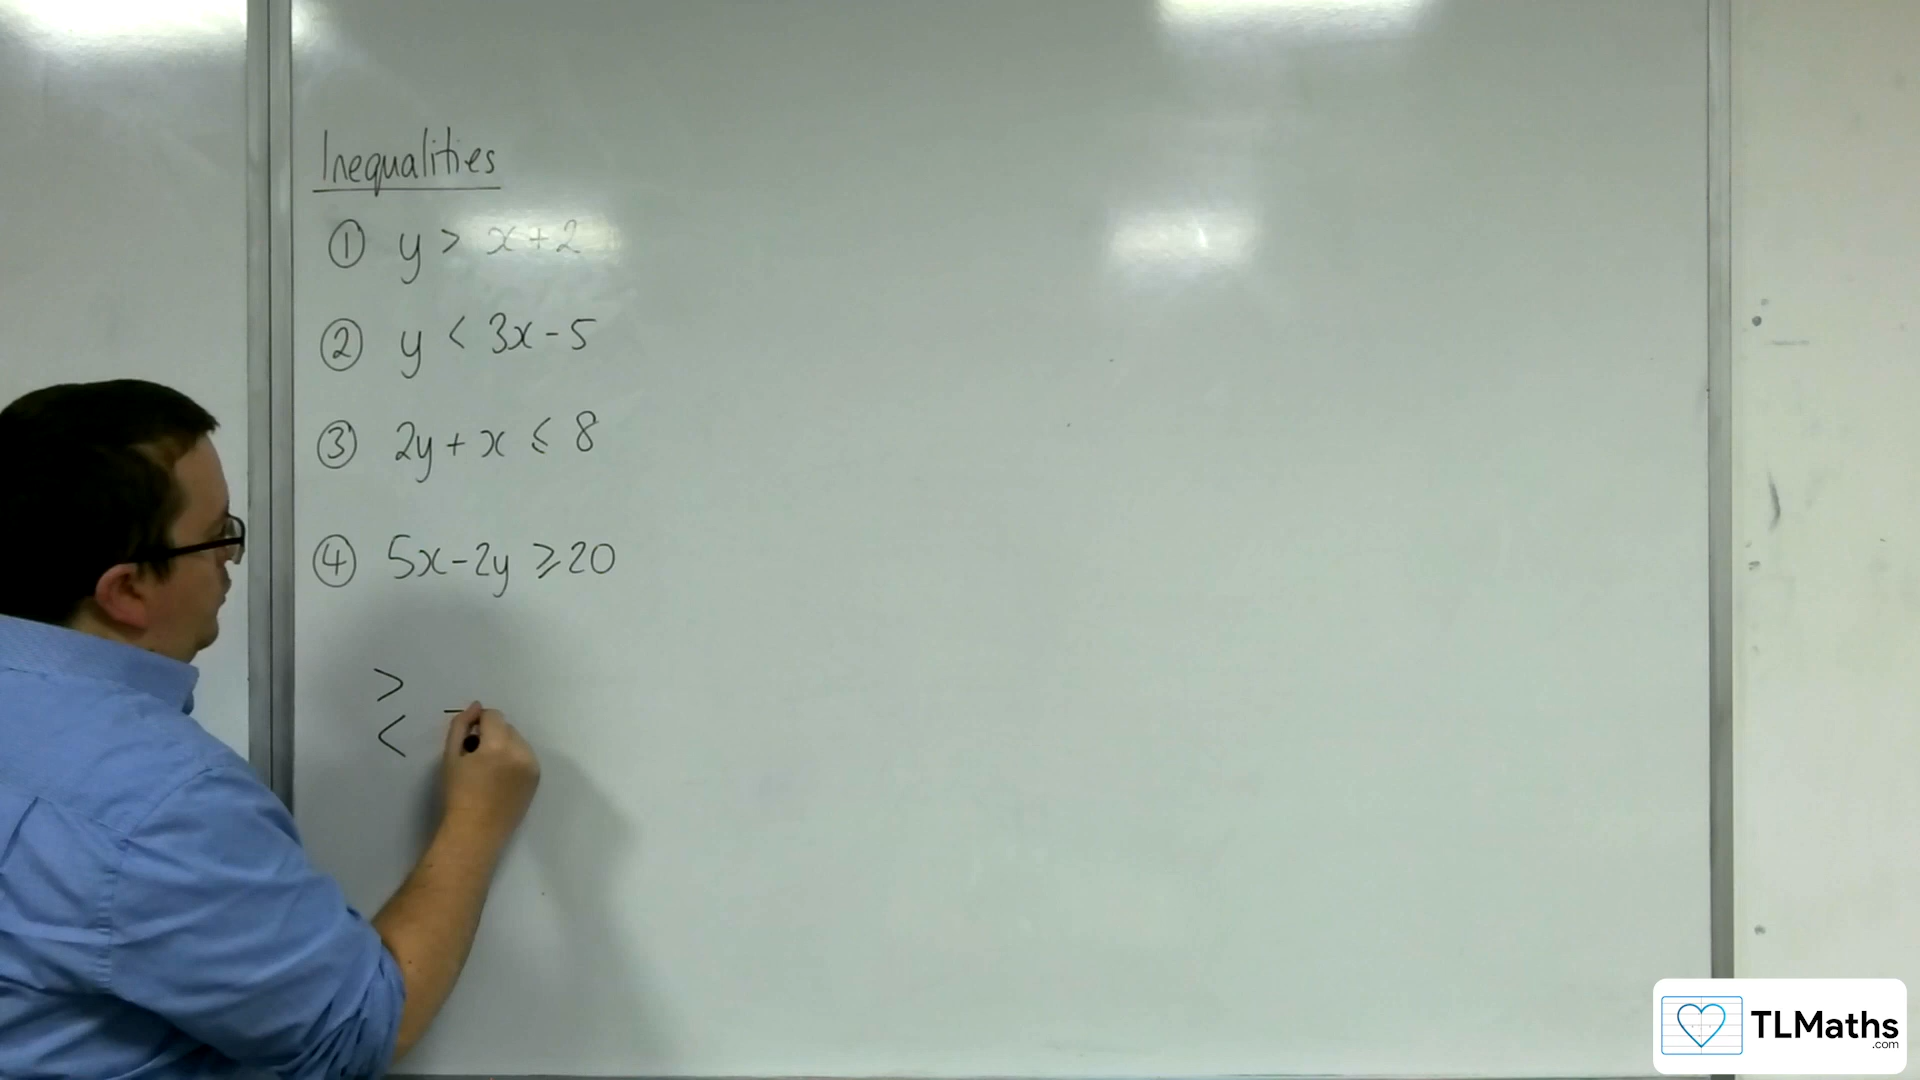 Inequalities
① y > x + 2
② y < 3x - 5
③ 2y + x ⩽ 8
④ 5x - 2y ⩾ 20
>
<
TLMaths
.com